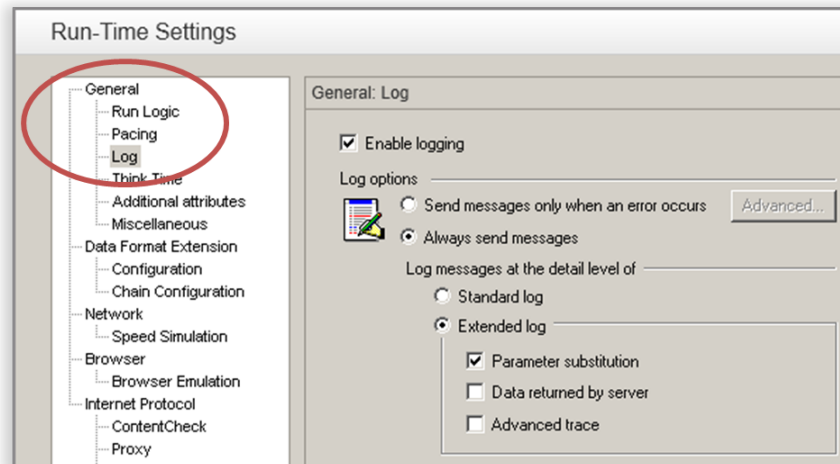 Run-Time Settings
General
Run Logic
Pacing
Log
Think Time
Additional attributes
Miscellaneous
Data Format Extension
Configuration
Chain Configuration
Network
Speed Simulation
Browser
Browser Emulation
Internet Protocol
ContentCheck
Proxy
General: Log
Enable logging
Log options
Send messages only when an error occurs
Advanced...
Always send messages
Log messages at the detail level of
Standard log
Extended log
Parameter substitution
Data returned by server
Advanced trace